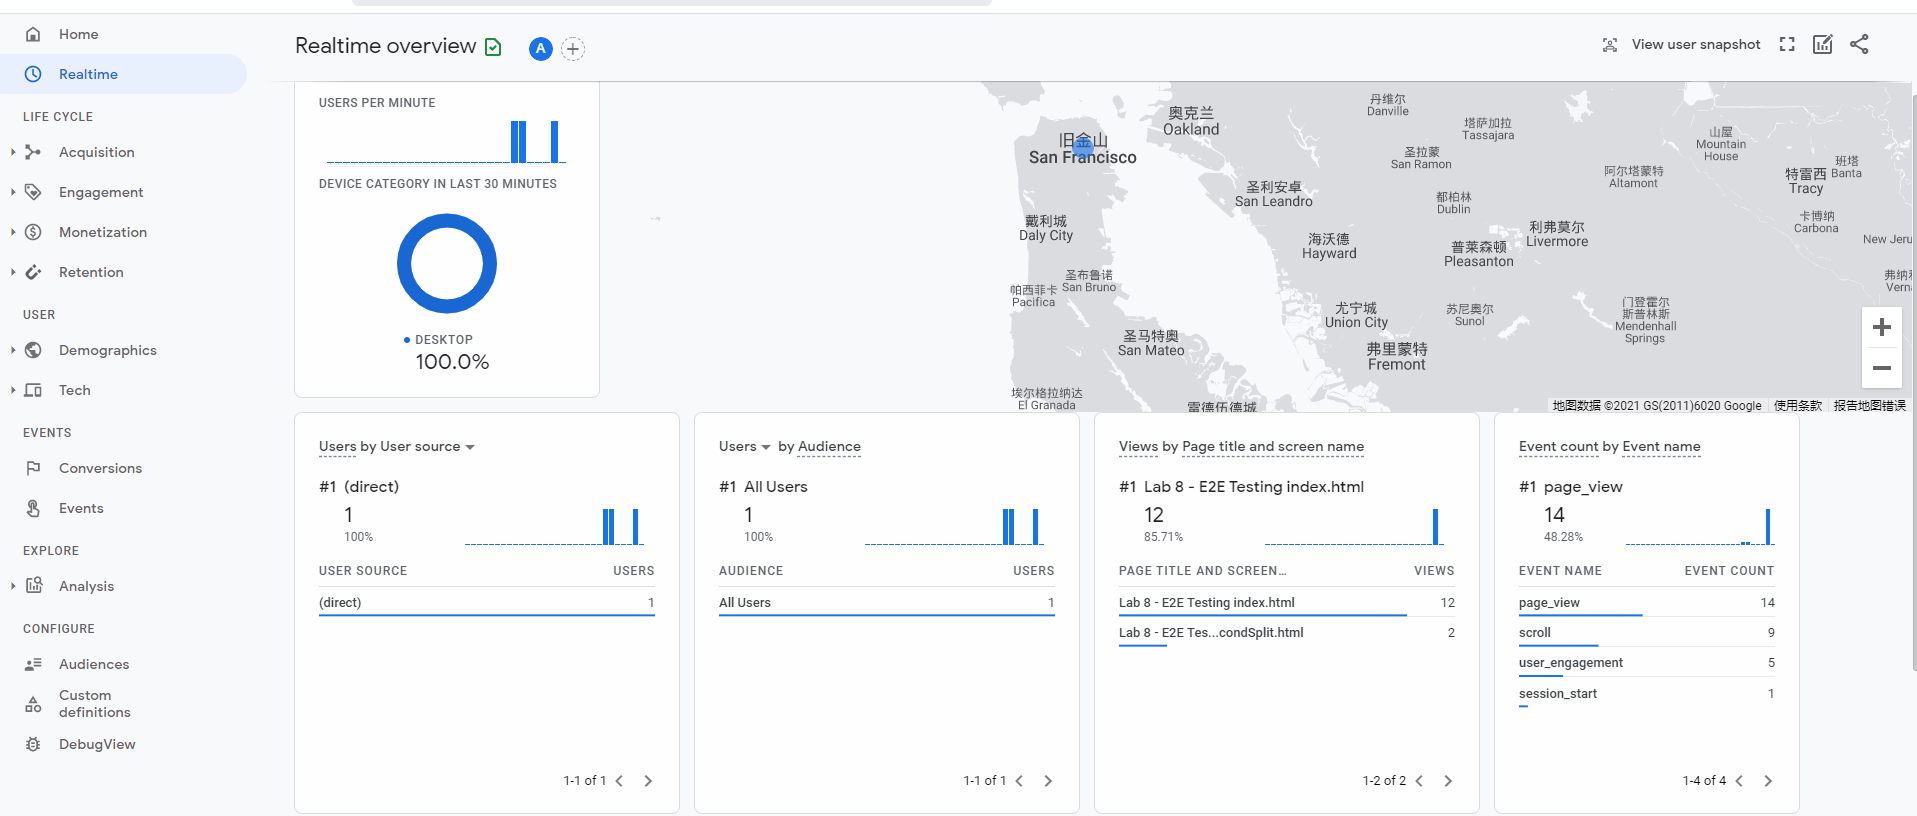 Home
Realtime
LIFE CYCLE
Acquisition
Engagement
Monetization
Retention
USER
Demographics
Tech
EVENTS
Conversions
Events
EXPLORE
Analysis
CONFIGURE
Audiences
Custom
definitions
DebugView
Realtime overview
A
View user snapshot
USERS PER MINUTE
DEVICE CATEGORY IN LAST 30 MINUTES
DESKTOP
100.0%
旧金山
San Francisco
奥克兰
Oakland
丹维尔
Danville
塔萨加拉
Tassajara
圣拉蒙
San Ramon
山屋
Mountain
House
班塔
Banta
特雷西
Tracy
阿尔塔蒙特
Altamont
圣利安卓
San Leandro
都柏林
Dublin
卡博纳
Carbona
戴利城
Daly City
海沃德
Hayward
普莱森顿
Pleasanton
利弗莫尔
Livermore
New Jeru
弗纳利
Verna
圣布鲁诺
San Bruno
帕西菲卡
Pacifica
尤宁城
Union City
苏尼奥尔
Sunol
门登霍尔
斯普林斯
Mendenhall
Springs
圣马特奥
San Mateo
弗里蒙特
Fremont
埃尔格拉纳达
El Granada
雷德伍德城
地图数据 ©2021 GS(2011)6020 Google
使用条款
报告地图错误
Users by User source
#1 (direct)
1
100%
USER SOURCE USERS
(direct) 1
1-1 of 1
Users by Audience
#1 All Users
1
100%
AUDIENCE USERS
All Users 1
1-1 of 1
Views by Page title and screen name
#1 Lab 8 - E2E Testing index.html
12
85.71%
PAGE TITLE AND SCREEN… VIEWS
Lab 8 - E2E Testing index.html 12
Lab 8 - E2E Tes...condSplit.html 2
1-2 of 2
Event count by Event name
#1 page_view
14
48.28%
EVENT NAME EVENT COUNT
page_view 14
scroll 9
user_engagement 5
session_start 1
1-4 of 4